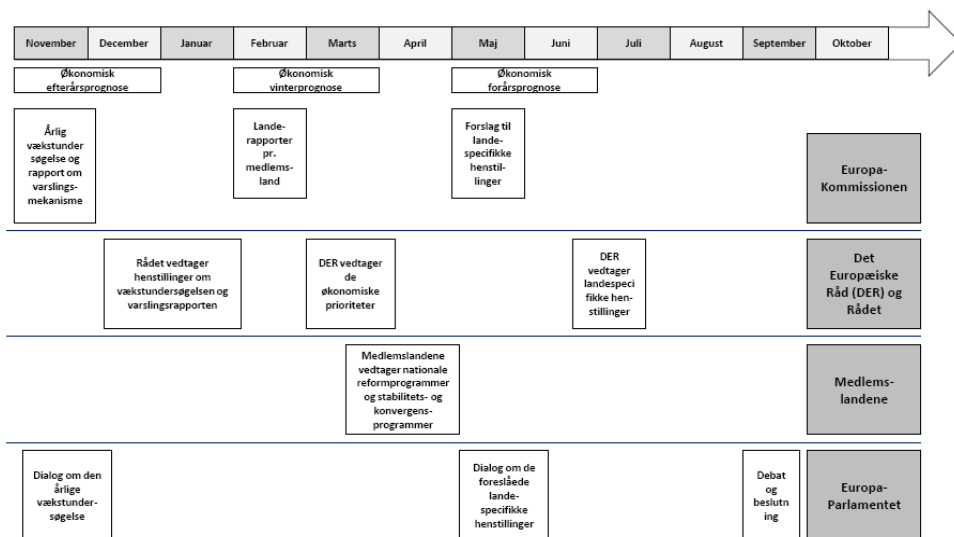 November
December
Januar
Februar
Marts
April
Maj
Juni
Juli
August
September
Oktober
Økonomisk
efterårsprognose
Økonomisk
vinterprognose
Økonomisk
forårsprognose
Årlig
vækstunder
søgelse og
rapport om
varslings-
mekanisme
Lande-
rapporter
pr.
medlems-
land
Forslag til
lande-
specifikke
henstil-
linger
Europa-
Kommissionen
Rådet vedtager
henstillinger om
vækstundersøgelsen og
varslingsrapporten
DER vedtager
de
økonomiske
prioriteter
DER
vedtager
landespeci
fikke hen-
stillinger
Det
Europæiske
Råd (DER) og
Rådet
Medlemslandene
vedtager nationale
reformprogrammer
og stabilitets- og
konvergens-
programmer
Medlems-
landene
Dialog om den
årlige
vækstunder-
søgelse
Dialog om de
foreslåede
lande-
specifikke
henstillinger
Debat
og
beslutn
ing
Europa-
Parlamentet